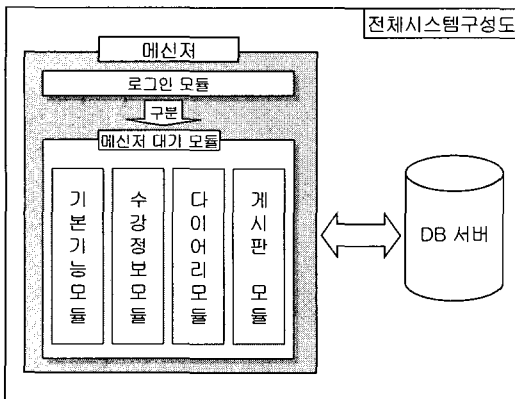 전체시스템구성도
메신저
로그인 모듈
구분
메신저 대기 모듈
기본기능모듈
수강정보모듈
다이어리모듈
게시판 모듈
DB 서버